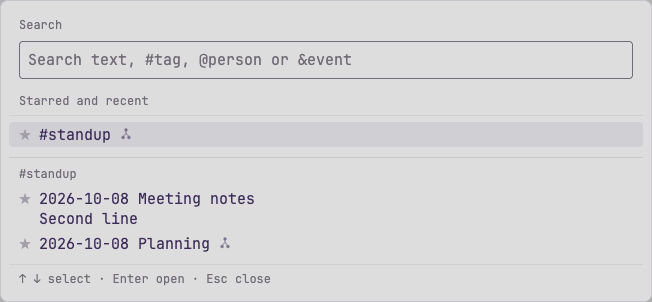 Search
Search text, #tag, @person or &event
Starred and recent
★ #standup
#standup
★ 2026-10-08 Meeting notes
Second line
★ 2026-10-08 Planning
↑ ↓ select · Enter open · Esc close